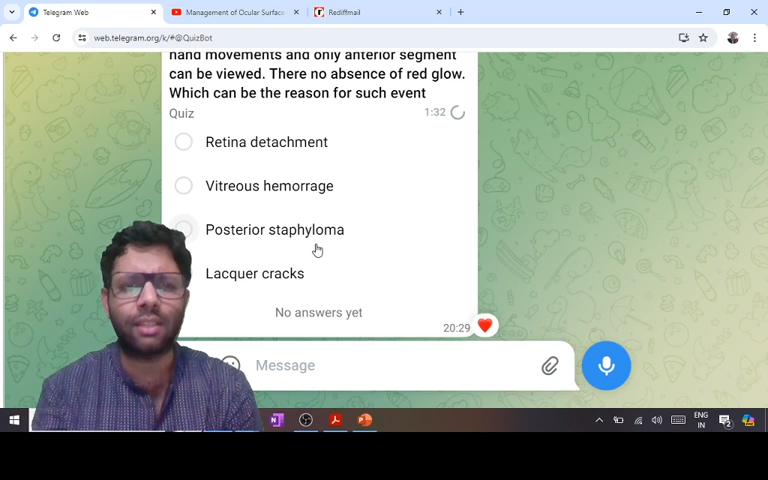 Telegram Web
Management of Ocular Surface
Rediffmail
web.telegram.org/k/#@QuizBot
hand movements and only anterior segment
can be viewed. There no absence of red glow.
Which can be the reason for such event
Quiz
1:32
Retina detachment
Vitreous hemorrage
Posterior staphyloma
Lacquer cracks
No answers yet
20:29
Message
ENG
IN
2